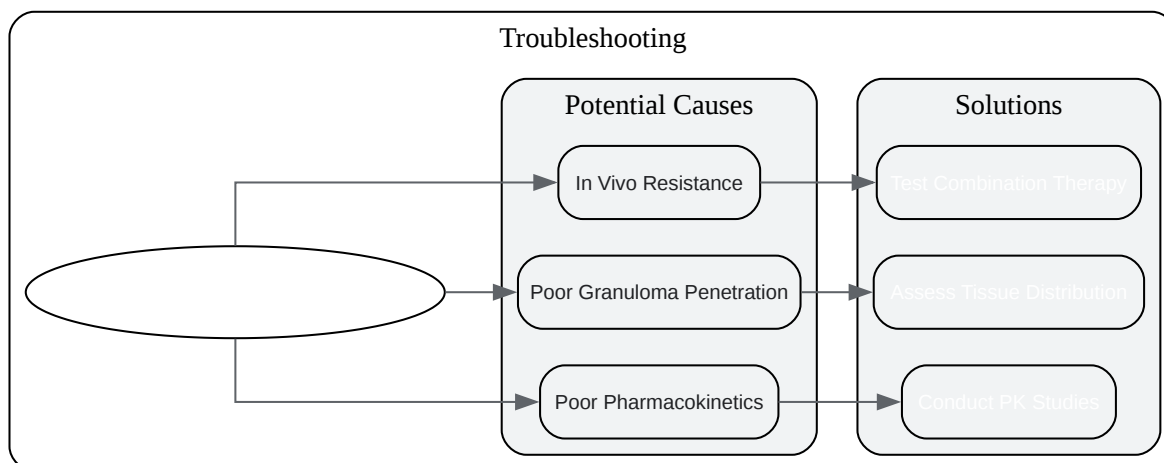 Troubleshooting
Potential Causes
Solutions
In Vivo Resistance
Test Combination Therapy
Poor Granuloma Penetration
Assess Tissue Distribution
Poor Pharmacokinetics
Conduct PK Studies